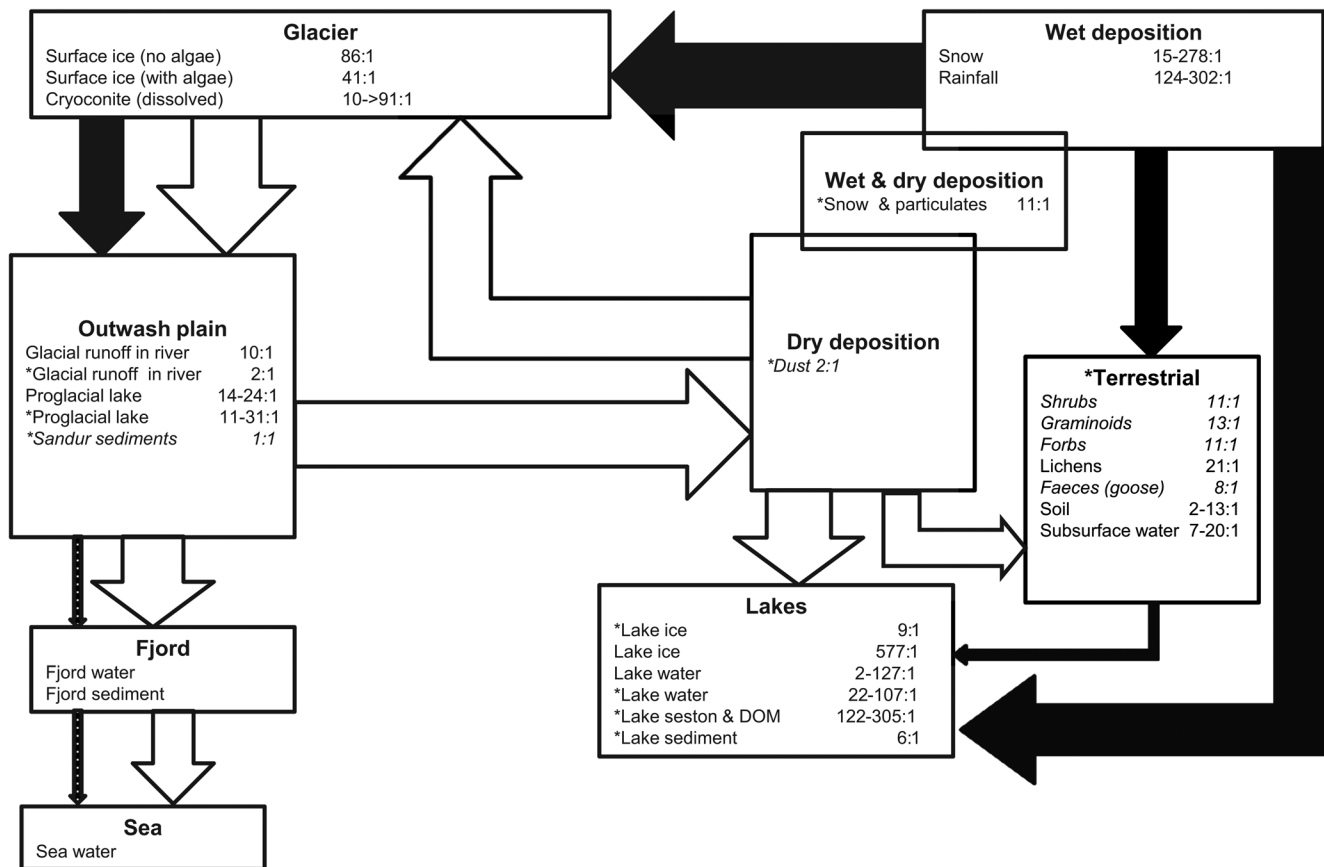 Glacier
Surface ice (no algae) 86:1
Surface ice (with algae) 41:1
Cryoconite (dissolved) 10->91:1
Wet deposition
Snow 15-278:1
Rainfall 124-302:1
Wet & dry deposition
*Snow & particulates 11:1
Outwash plain
Glacial runoff in river 10:1
*Glacial runoff in river 2:1
Proglacial lake 14-24:1
*Proglacial lake 11-31:1
*Sandur sediments 1:1
Dry deposition
*Dust 2:1
*Terrestrial
Shrubs 11:1
Graminoids 13:1
Forbs 11:1
Lichens 21:1
Faeces (goose) 8:1
Soil 2-13:1
Subsurface water 7-20:1
Lakes
*Lake ice 9:1
Lake ice 577:1
Lake water 2-127:1
*Lake water 22-107:1
*Lake seston & DOM 122-305:1
*Lake sediment 6:1
Fjord
Fjord water
Fjord sediment
Sea
Sea water